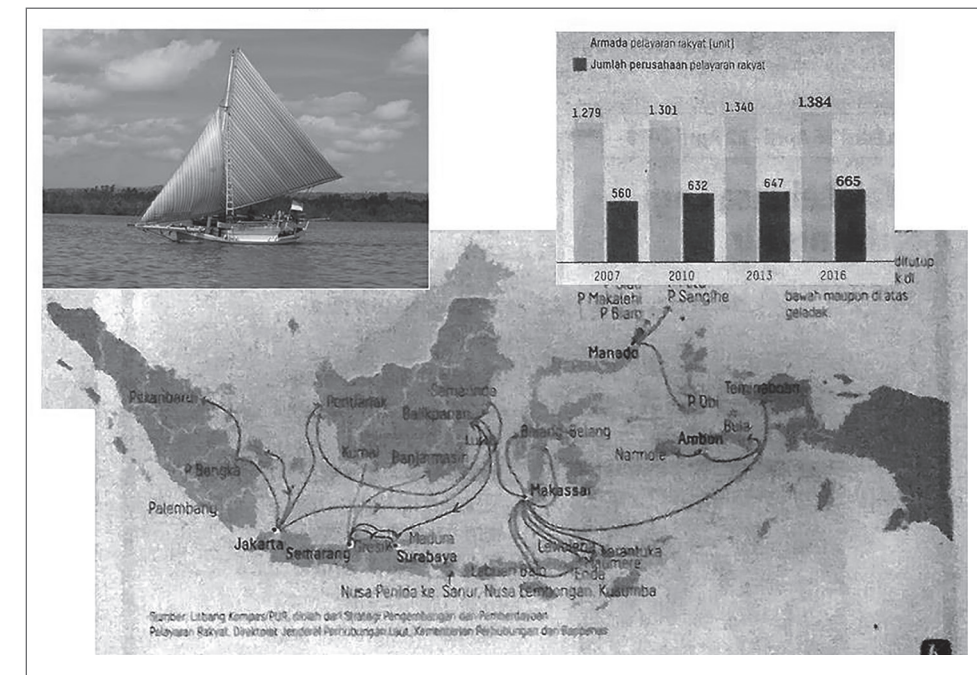 Armada pelayaran rakyat (unit)
Jumlah perusahaan pelayaran rakyat
1.279
560
1.301
632
1.340
647
1.384
665
2007
2010
2013
2016
ditutup
k di
bawah maupun di atas
geladak.
P Makalehi
P Sangihe
P Biaro
Manado
P Obi
Teminaboan
Bula
Ambon
Namrole
Pekanbaru
P Bangka
Palembang
Pontianak
Kumai
Banjarmasin
Samarinda
Balikpapan
Makassar
Jakarta
Semarang
Gresik
Madura
Surabaya
Lewoleba
Larantuka
Maumere
Ende
Labuan Bajo
Nusa Penida ke Sanur, Nusa Lembongan, Kusamba
Sumber: Litbang Kompas/PUR, diolah dari Strategi Pengembangan dan Pemberdayaan
Pelayaran Rakyat, Direktorat Jenderal Perhubungan Laut, Kementerian Perhubungan dan Bappenas